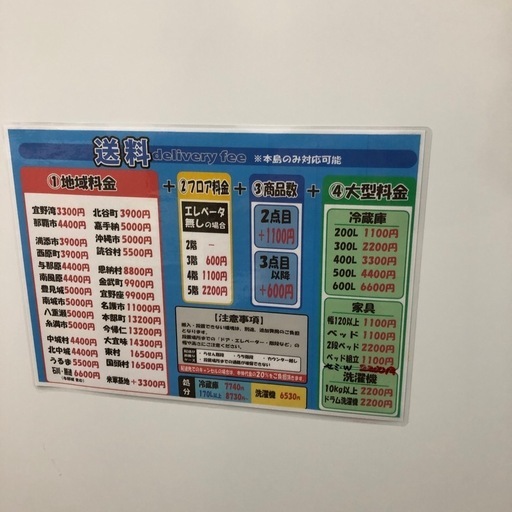 送料 delivery fee ※本島のみ対応可能
①地域料金
宜野湾3300円
那覇市4400円
浦添市3900円
西原町3900円
与那原4400円
南風原4400円
豊見城5000円
南城市5000円
八重瀬5000円
糸満市5000円
中城村4400円
北中城4400円
うるま5500円
6600円
北谷町3900円
嘉手納5000円
沖縄市5000円
読谷村5500円
恩納村8800円
金武町9900円
宜野座9900円
名護市11000円
本部町13200円
今帰仁13200円
大宜味14300円
東村 16500円
国頭村16500円
米軍基地+3300円
+
②フロア料金
エレベータ
無しの場合
2階 ー
3階 600円
4階 1100円
5階 2200円
+
③商品数
2点目
+1100円
3点目
以降
+600円
+
④大型料金
冷蔵庫
200L 1100円
300L 2200円
400L 3300円
500L 4400円
600L 6600円
家具
幅120以上 1100円
ベッド 1100円
2段ベッド 2200円
ベッド組立 1100円
洗濯機
10kg以上 2200円
ドラム洗濯機 2200円
【注意事項】
処分
冷蔵庫 7740円
170L以上 8730円
洗濯機 6530円